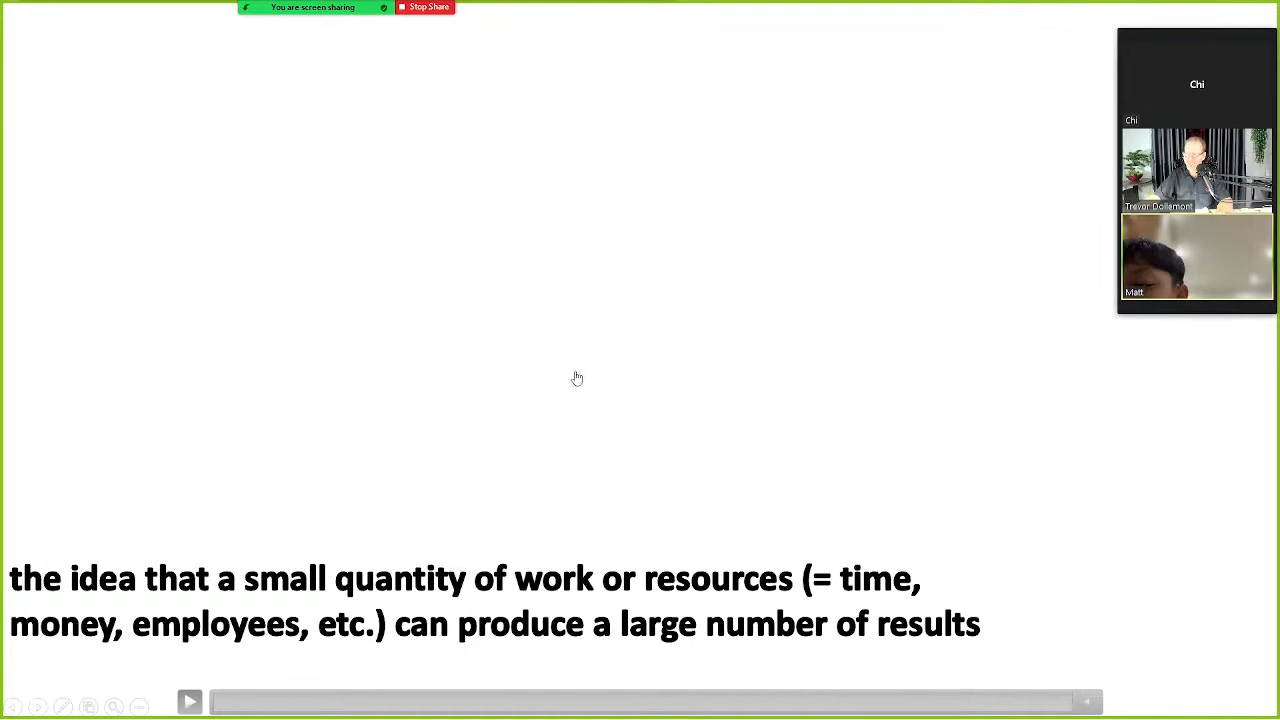 You are screen sharing
Stop Share
Chi
Chi
Trevor Dollemont
Matt
the idea that a small quantity of work or resources (= time,
money, employees, etc.) can produce a large number of results